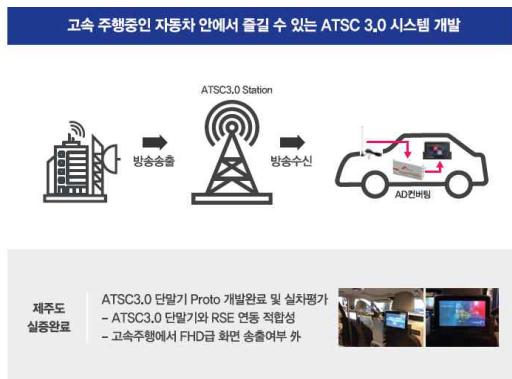 고속 주행중인 자동차 안에서 즐길 수 있는 ATSC 3.0 시스템 개발
ATSC3.0 Station
방송송출
방송수신
AD컨버팅
제주도
실증완료
ATSC3.0 단말기 Proto 개발완료 및 실차평가
– ATSC3.0 단말기와 RSE 연동 적합성
– 고속주행에서 FHD급 화면 송출여부 외